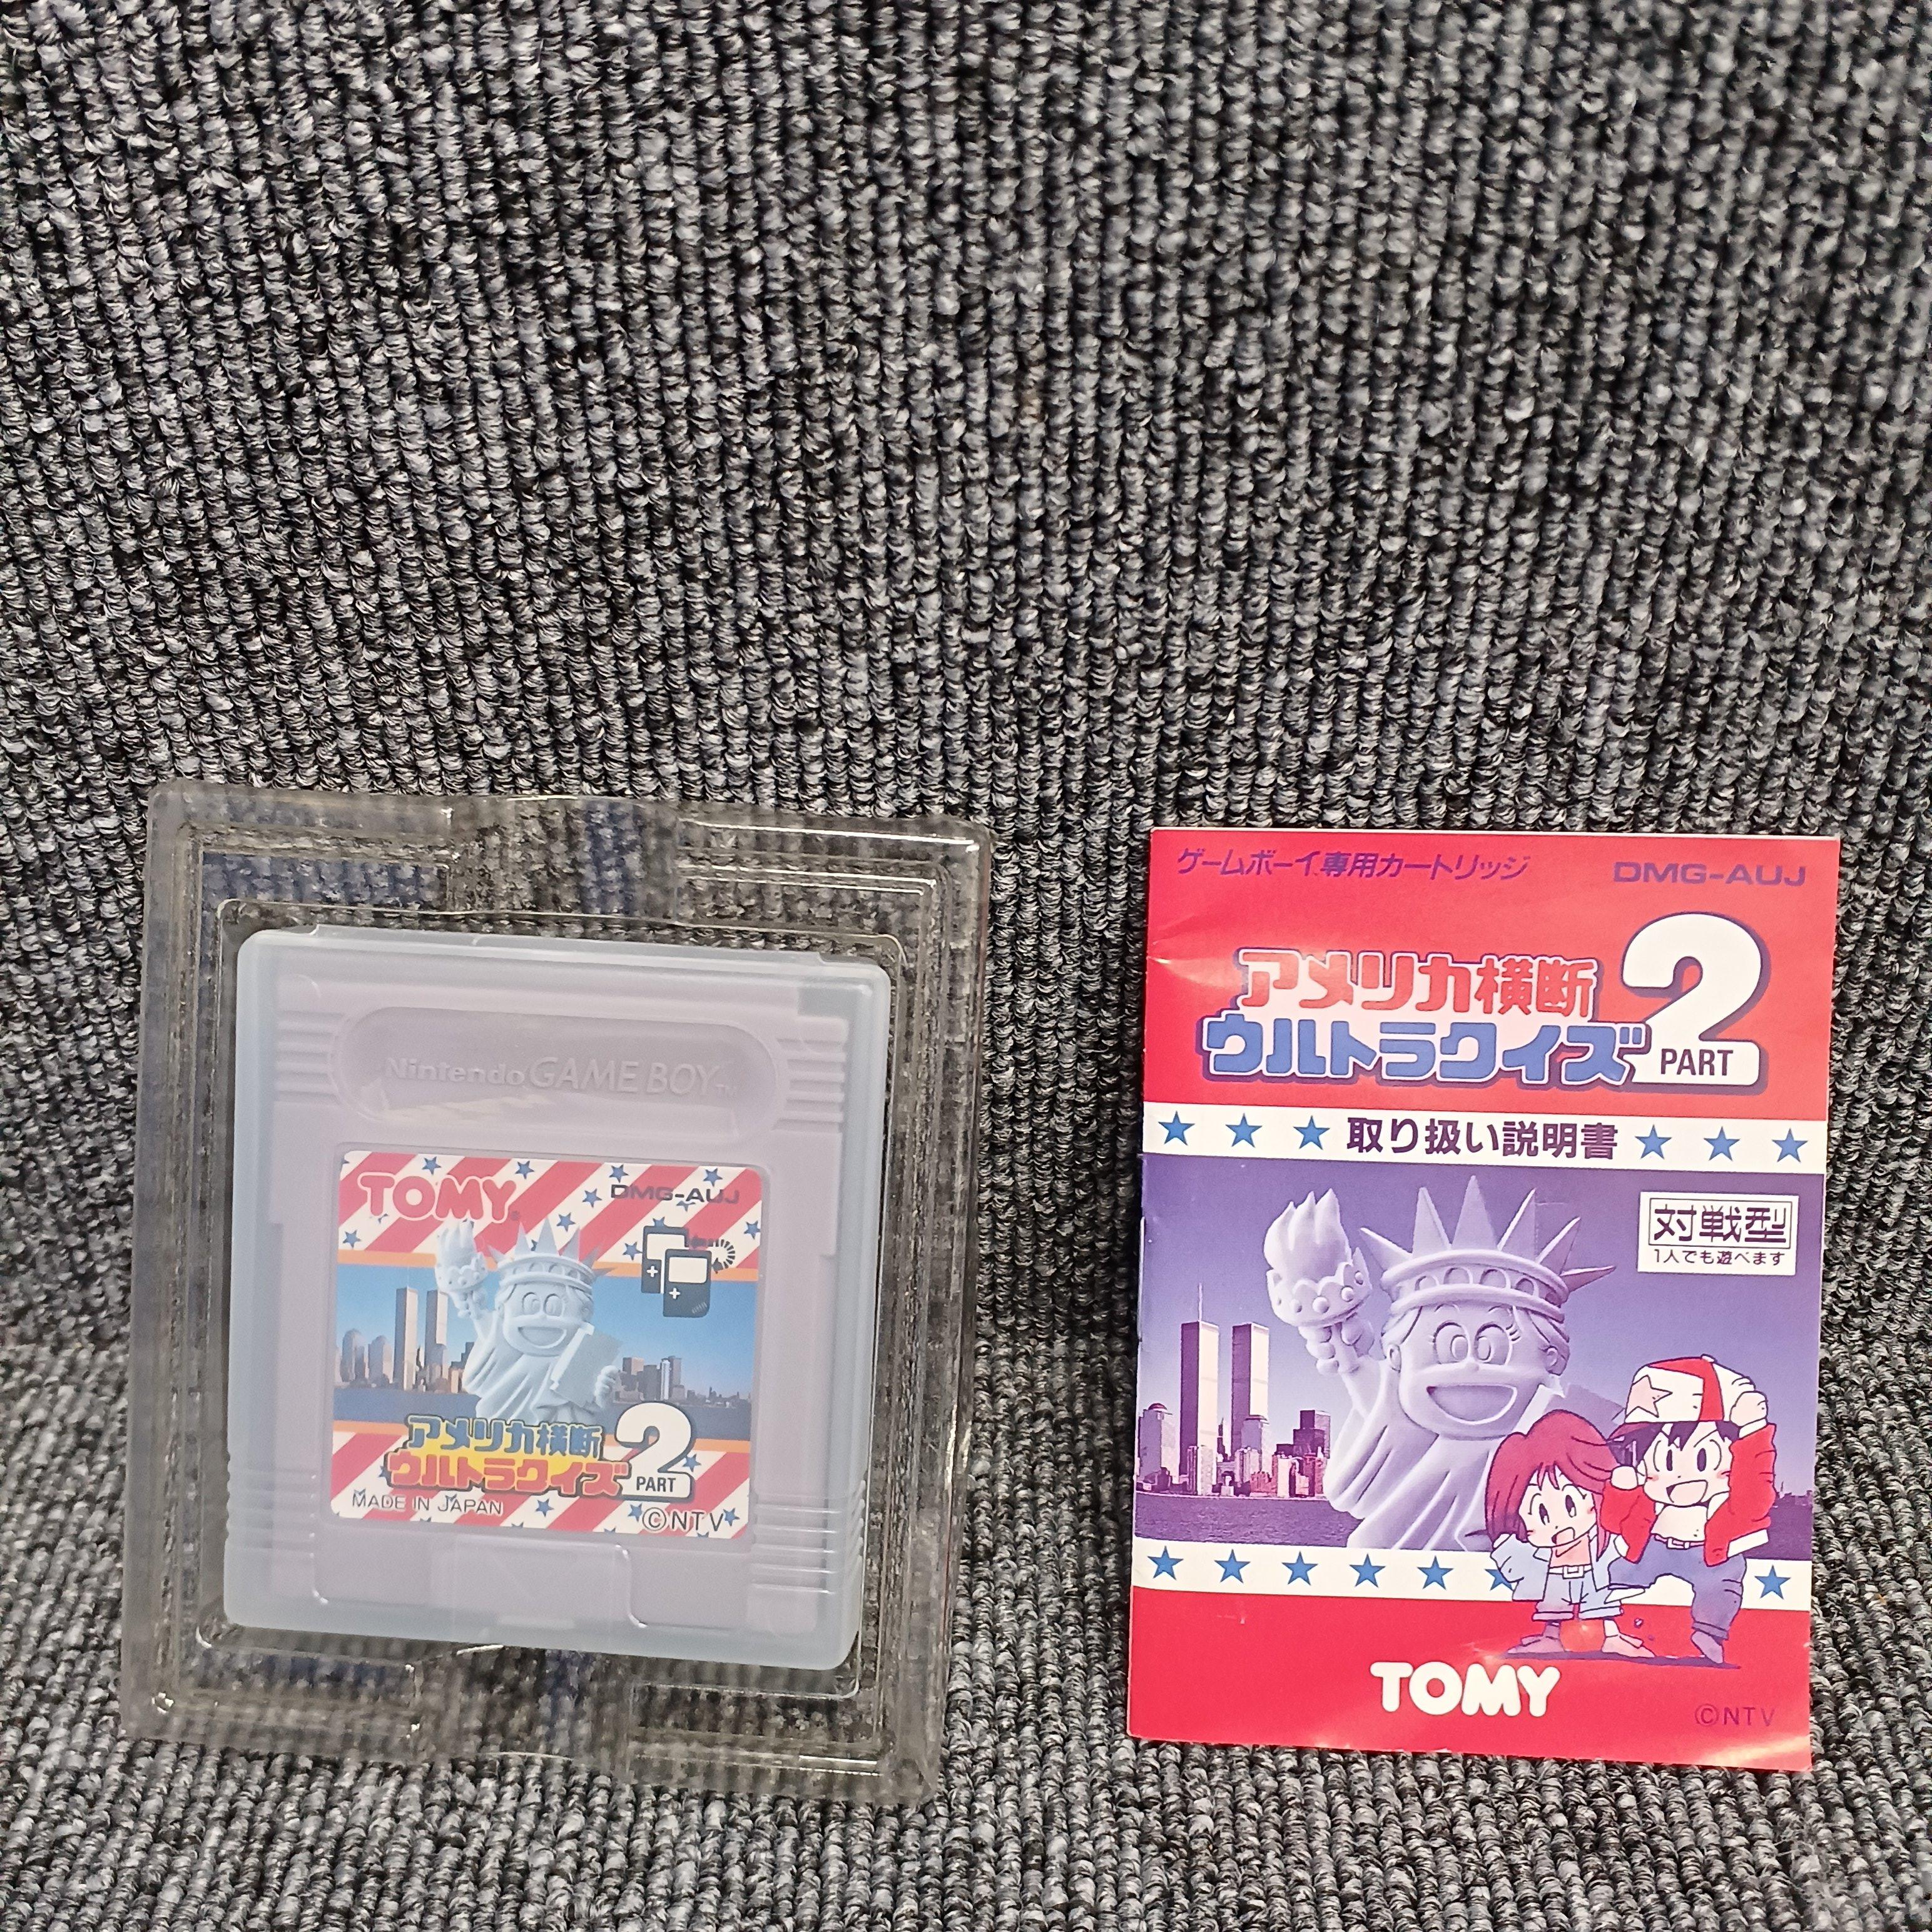 Nintendo GAME BOY™
TOMY®
DMG-AUJ
アメリカ横断
ウルトラクイズ
2
PART
MADE IN JAPAN
©NTV
ゲームボーイ専用カートリッジ
DMG-AUJ
アメリカ横断
ウルトラクイズ
2
PART
取り扱い説明書
対戦型
1人でも遊べます
TOMY
©NTV